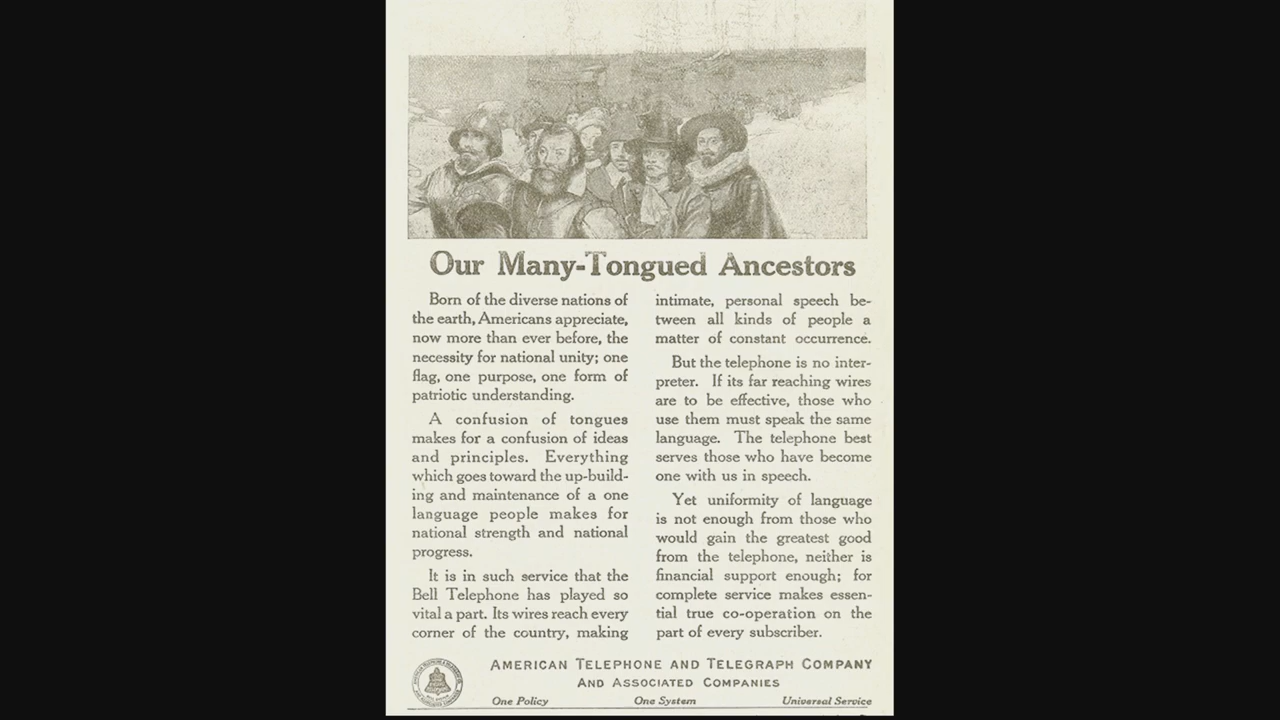 Our Many-Tongued Ancestors
Born of the diverse nations of
the earth, Americans appreciate,
now more than ever before, the
necessity for national unity; one
flag, one purpose, one form of
patriotic understanding.
A confusion of tongues
makes for a confusion of ideas
and principles. Everything
which goes toward the up-build-
ing and maintenance of a one
language people makes for
national strength and national
progress.
It is in such service that the
Bell Telephone has played so
vital a part. Its wires reach every
corner of the country, making
intimate, personal speech be-
tween all kinds of people a
matter of constant occurrence.
But the telephone is no inter-
preter. If its far reaching wires
are to be effective, those who
use them must speak the same
language. The telephone best
serves those who have become
one with us in speech.
Yet uniformity of language
is not enough from those who
would gain the greatest good
from the telephone, neither is
financial support enough; for
complete service makes essen-
tial true co-operation on the
part of every subscriber.
AMERICAN TELEPHONE AND TELEGRAPH COMPANY
AND ASSOCIATED COMPANIES
One Policy One System Universal Service